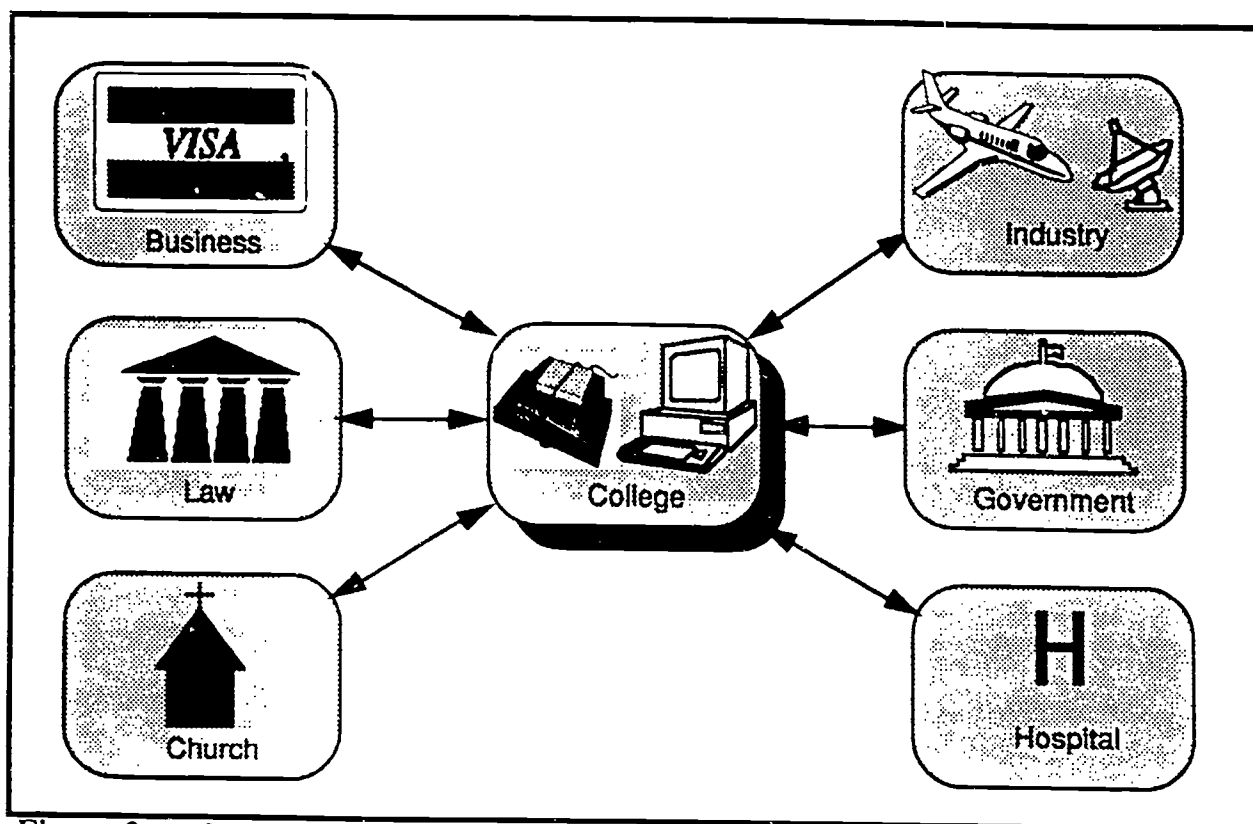 VISA
Business
Industry
Law
College
Government
Church
H
Hospital